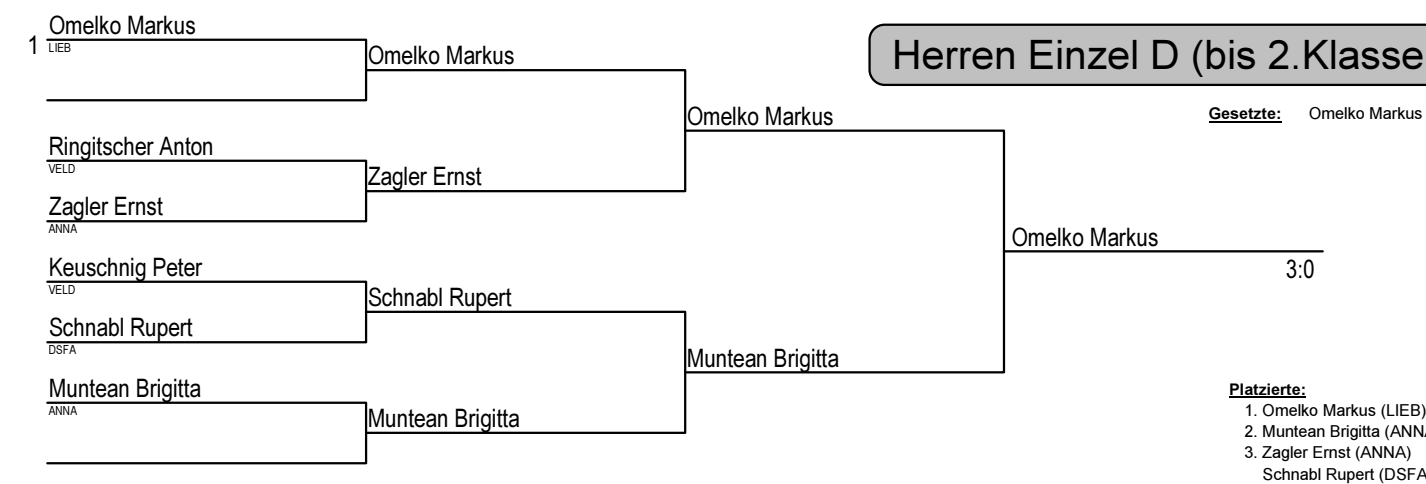 Omelko Markus
1 LIEB
Omelko Markus
Herren Einzel D (bis 2.Klasse
Omelko Markus
Gesetzte: Omelko Markus
Ringitscher Anton
VELD
Zagler Ernst
Zagler Ernst
ANNA
Omelko Markus
3:0
Keuschnig Peter
VELD
Schnabl Rupert
Schnabl Rupert
DSFA
Muntean Brigitta
Muntean Brigitta
ANNA
Muntean Brigitta
Platzierte:
1. Omelko Markus (LIEB)
2. Muntean Brigitta (ANNA
3. Zagler Ernst (ANNA)
Schnabl Rupert (DSFA